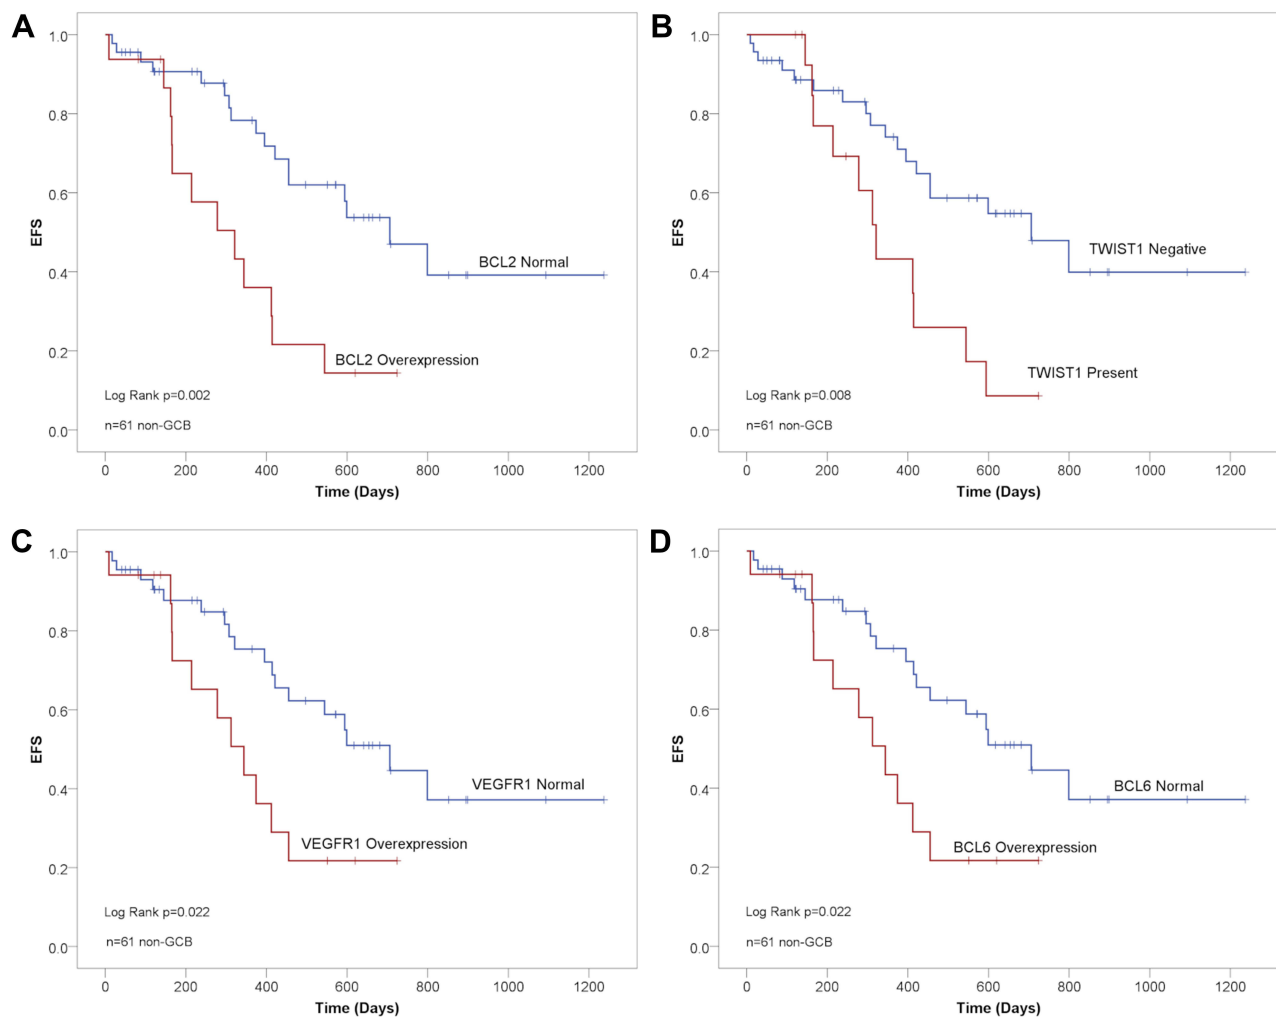 A
1.0
0.8
0.6
0.4
0.2
0.0
EFS
BCL2 Normal
BCL2 Overexpression
Log Rank p=0.002
n=61 non-GCB
0 200 400 600 800 1000 1200
Time (Days)
B
1.0
0.8
0.6
0.4
0.2
0.0
EFS
TWIST1 Negative
TWIST1 Present
Log Rank p=0.008
n=61 non-GCB
0 200 400 600 800 1000 1200
Time (Days)
C
1.0
0.8
0.6
0.4
0.2
0.0
EFS
VEGFR1 Normal
VEGFR1 Overexpression
Log Rank p=0.022
n=61 non-GCB
0 200 400 600 800 1000 1200
Time (Days)
D
1.0
0.8
0.6
0.4
0.2
0.0
EFS
BCL6 Normal
BCL6 Overexpression
Log Rank p=0.022
n=61 non-GCB
0 200 400 600 800 1000 1200
Time (Days)